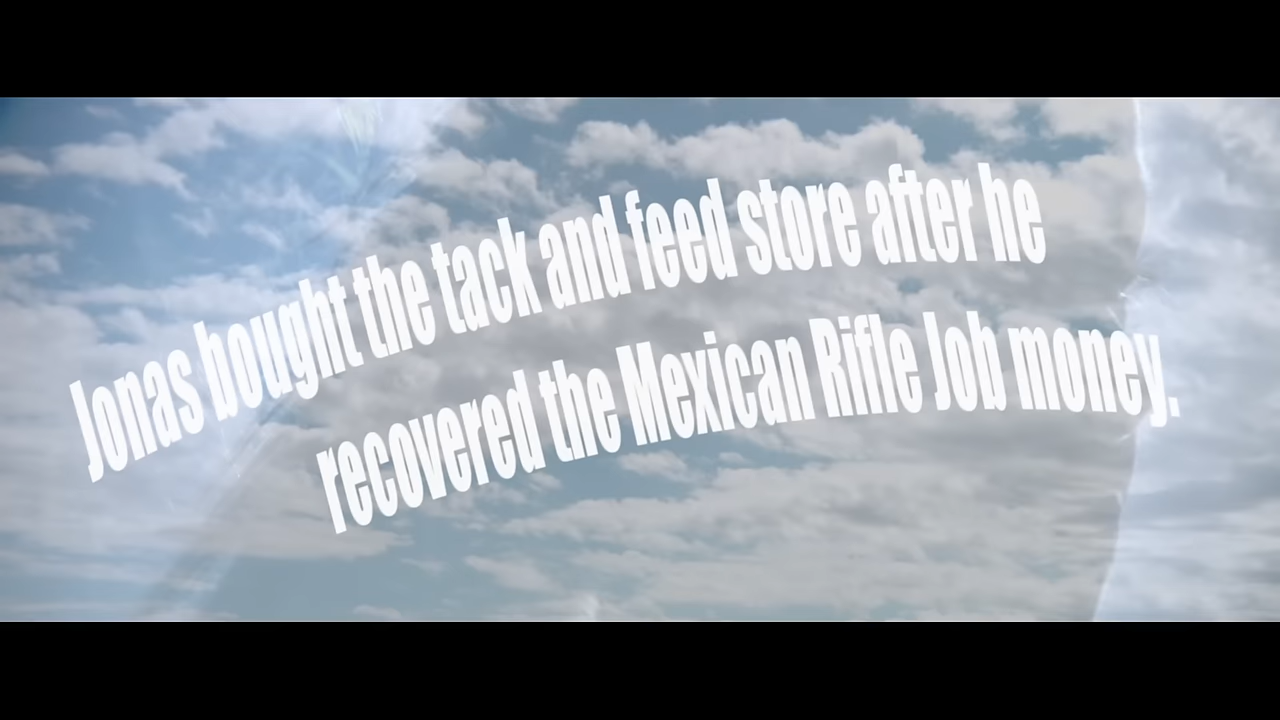 Jonas bought the tack and feed store after he
recovered the Mexican Rifle Job money.